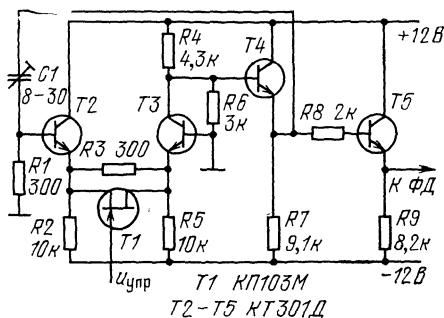 R4
4,3к
T4
+12В
C1
8-30
T2
T3
R6
3к
R8 2к
T5
R3 300
R1
300
К ФД
R2
10к
T1
R5
10к
R7
9,1к
R9
8,2к
Uупр
-12В
T1 КП103М
T2-T5 КТ301Д